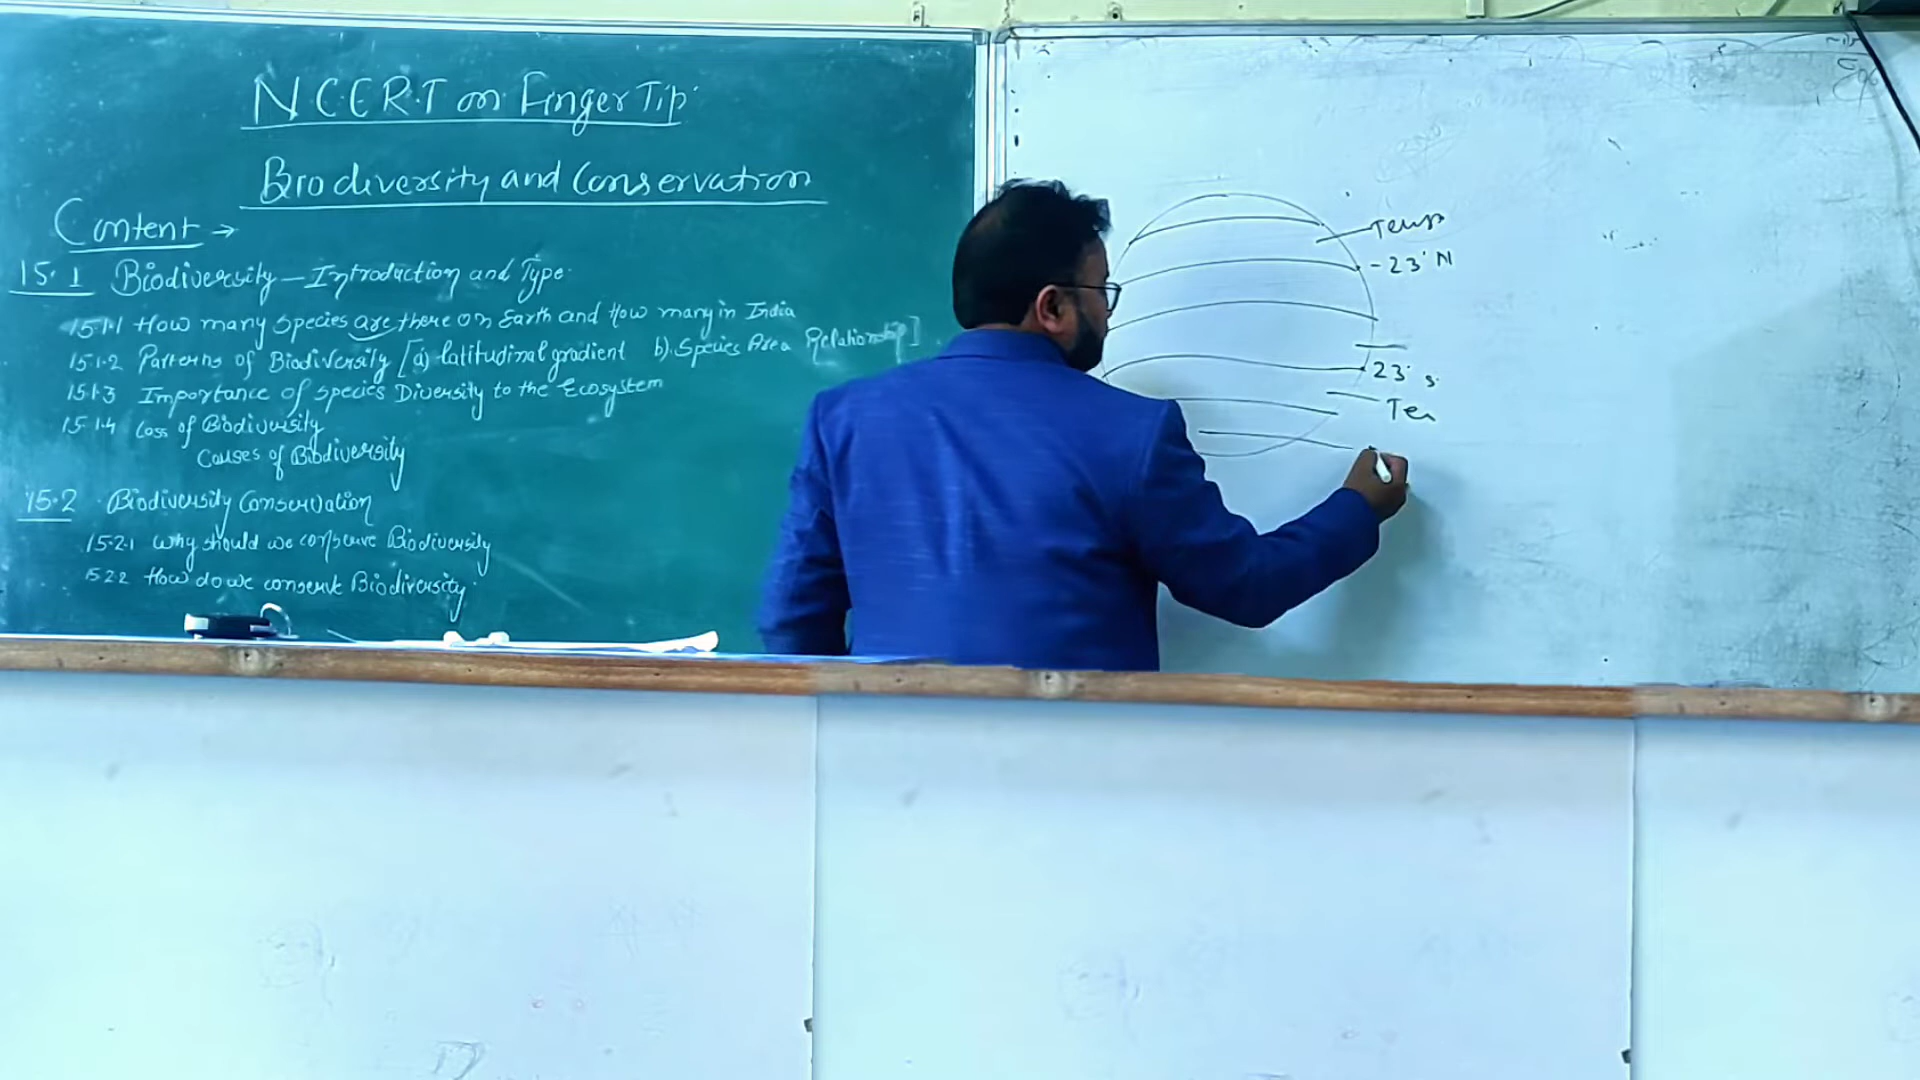 N.C.E.R.T on Finger Tip.
Biodiversity and Conservation
Content →
15.1 Biodiversity — Introduction and Type.
15.1.1 How many species are there on Earth and How many in India
15.1.2 Patterns of Biodiversity [a) latitudinal gradient b). Species Area Relationship]
15.1.3 Importance of species Diversity to the Ecosystem
15.1.4 Loss of Biodiversity
Causes of Biodiversity
15.2 Biodiversity Conservation
15.2.1 Why should we conserve Biodiversity
15.2.2 How do we conserve Biodiversity.
- 23° N
23° S.
Tem